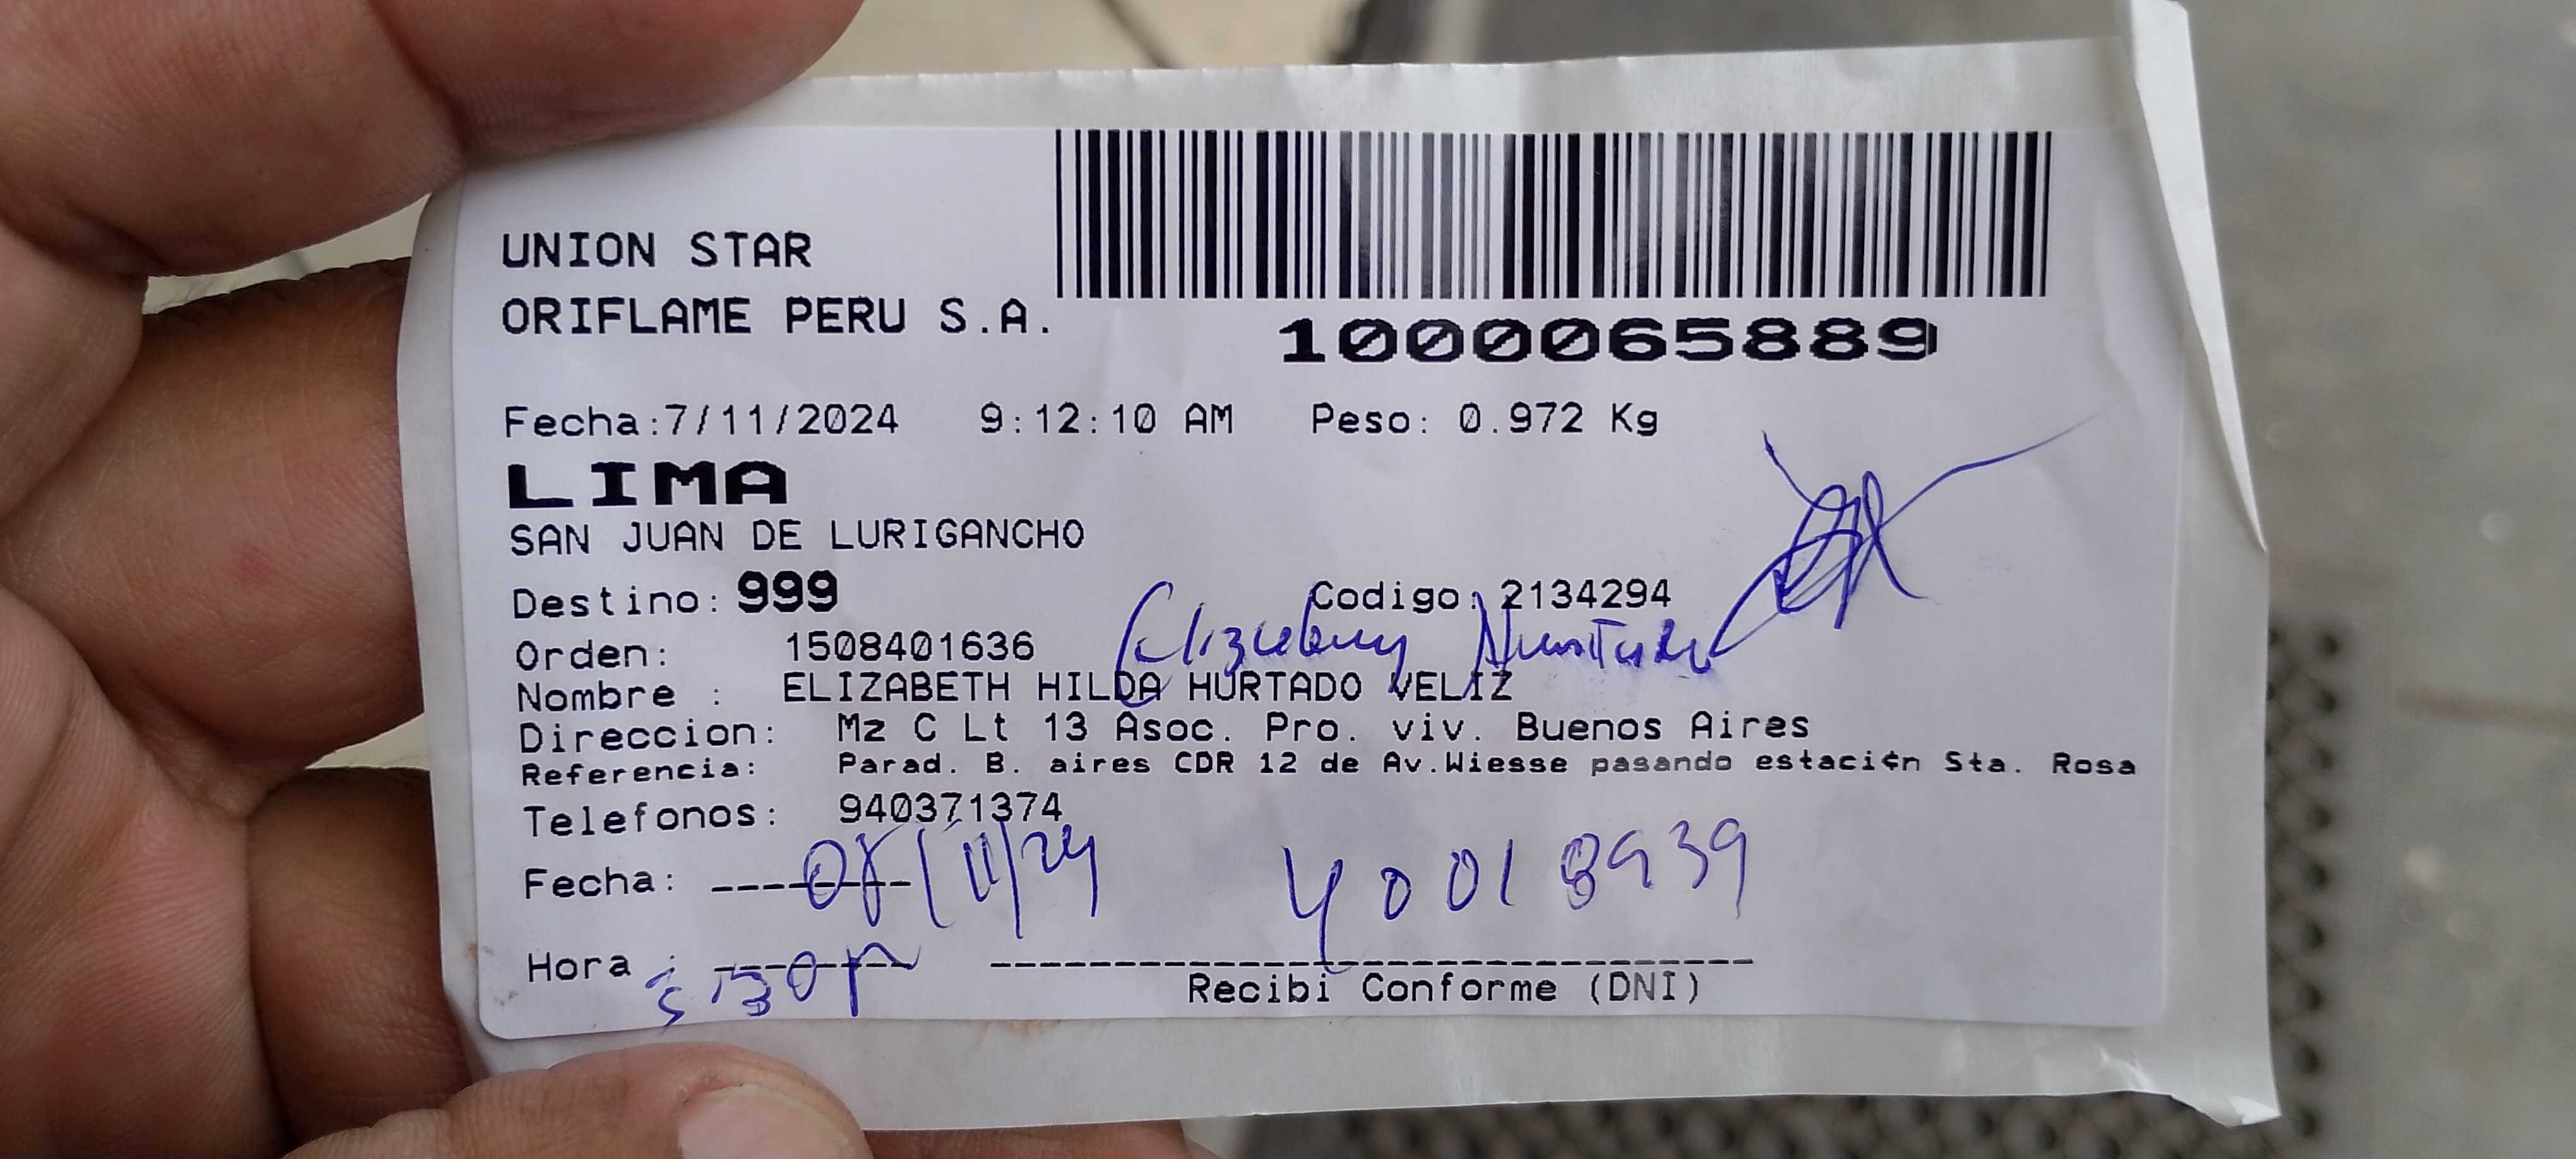 UNION STAR
ORIFLAME PERU S.A.
1000065889
Fecha:7/11/2024 9:12:10 AM Peso: 0.972 Kg
LIMA
SAN JUAN DE LURIGANCHO
Destino: 999 Codigo: 2134294
Orden: 1508401636
Nombre : ELIZABETH HILDA HURTADO VELIZ
Direccion: Mz C Lt 13 Asoc. Pro. viv. Buenos Aires
Referencia: Parad. B. aires CDR 12 de Av.Wiesse pasando estaci¢n Sta. Rosa
Telefonos: 940371374
Fecha: 08/11/24 40018939
Hora :
Recibi Conforme (DNI)